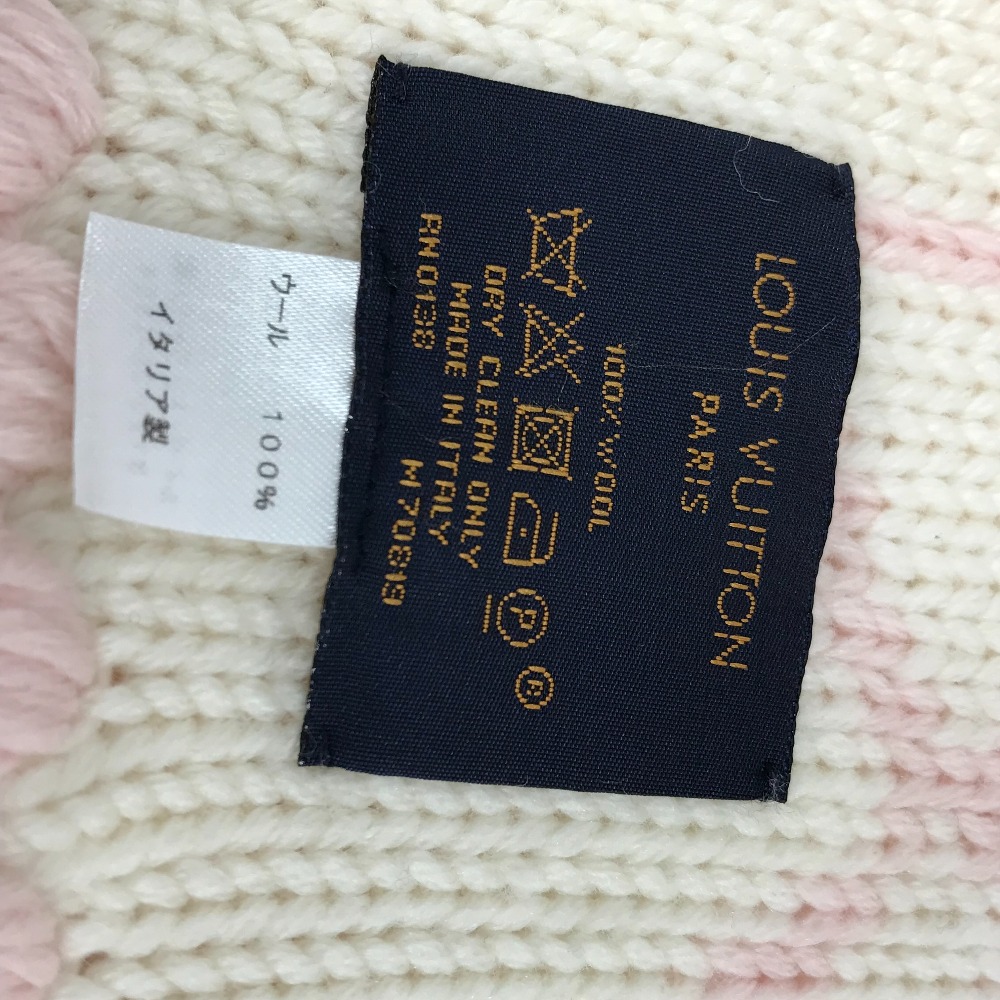 LOUIS VUITTON
PARIS
100% WOOL
P
B
DRY CLEAN ONLY
MADE IN ITALY
RN0138 M70819
ウール 100%
イタリア製